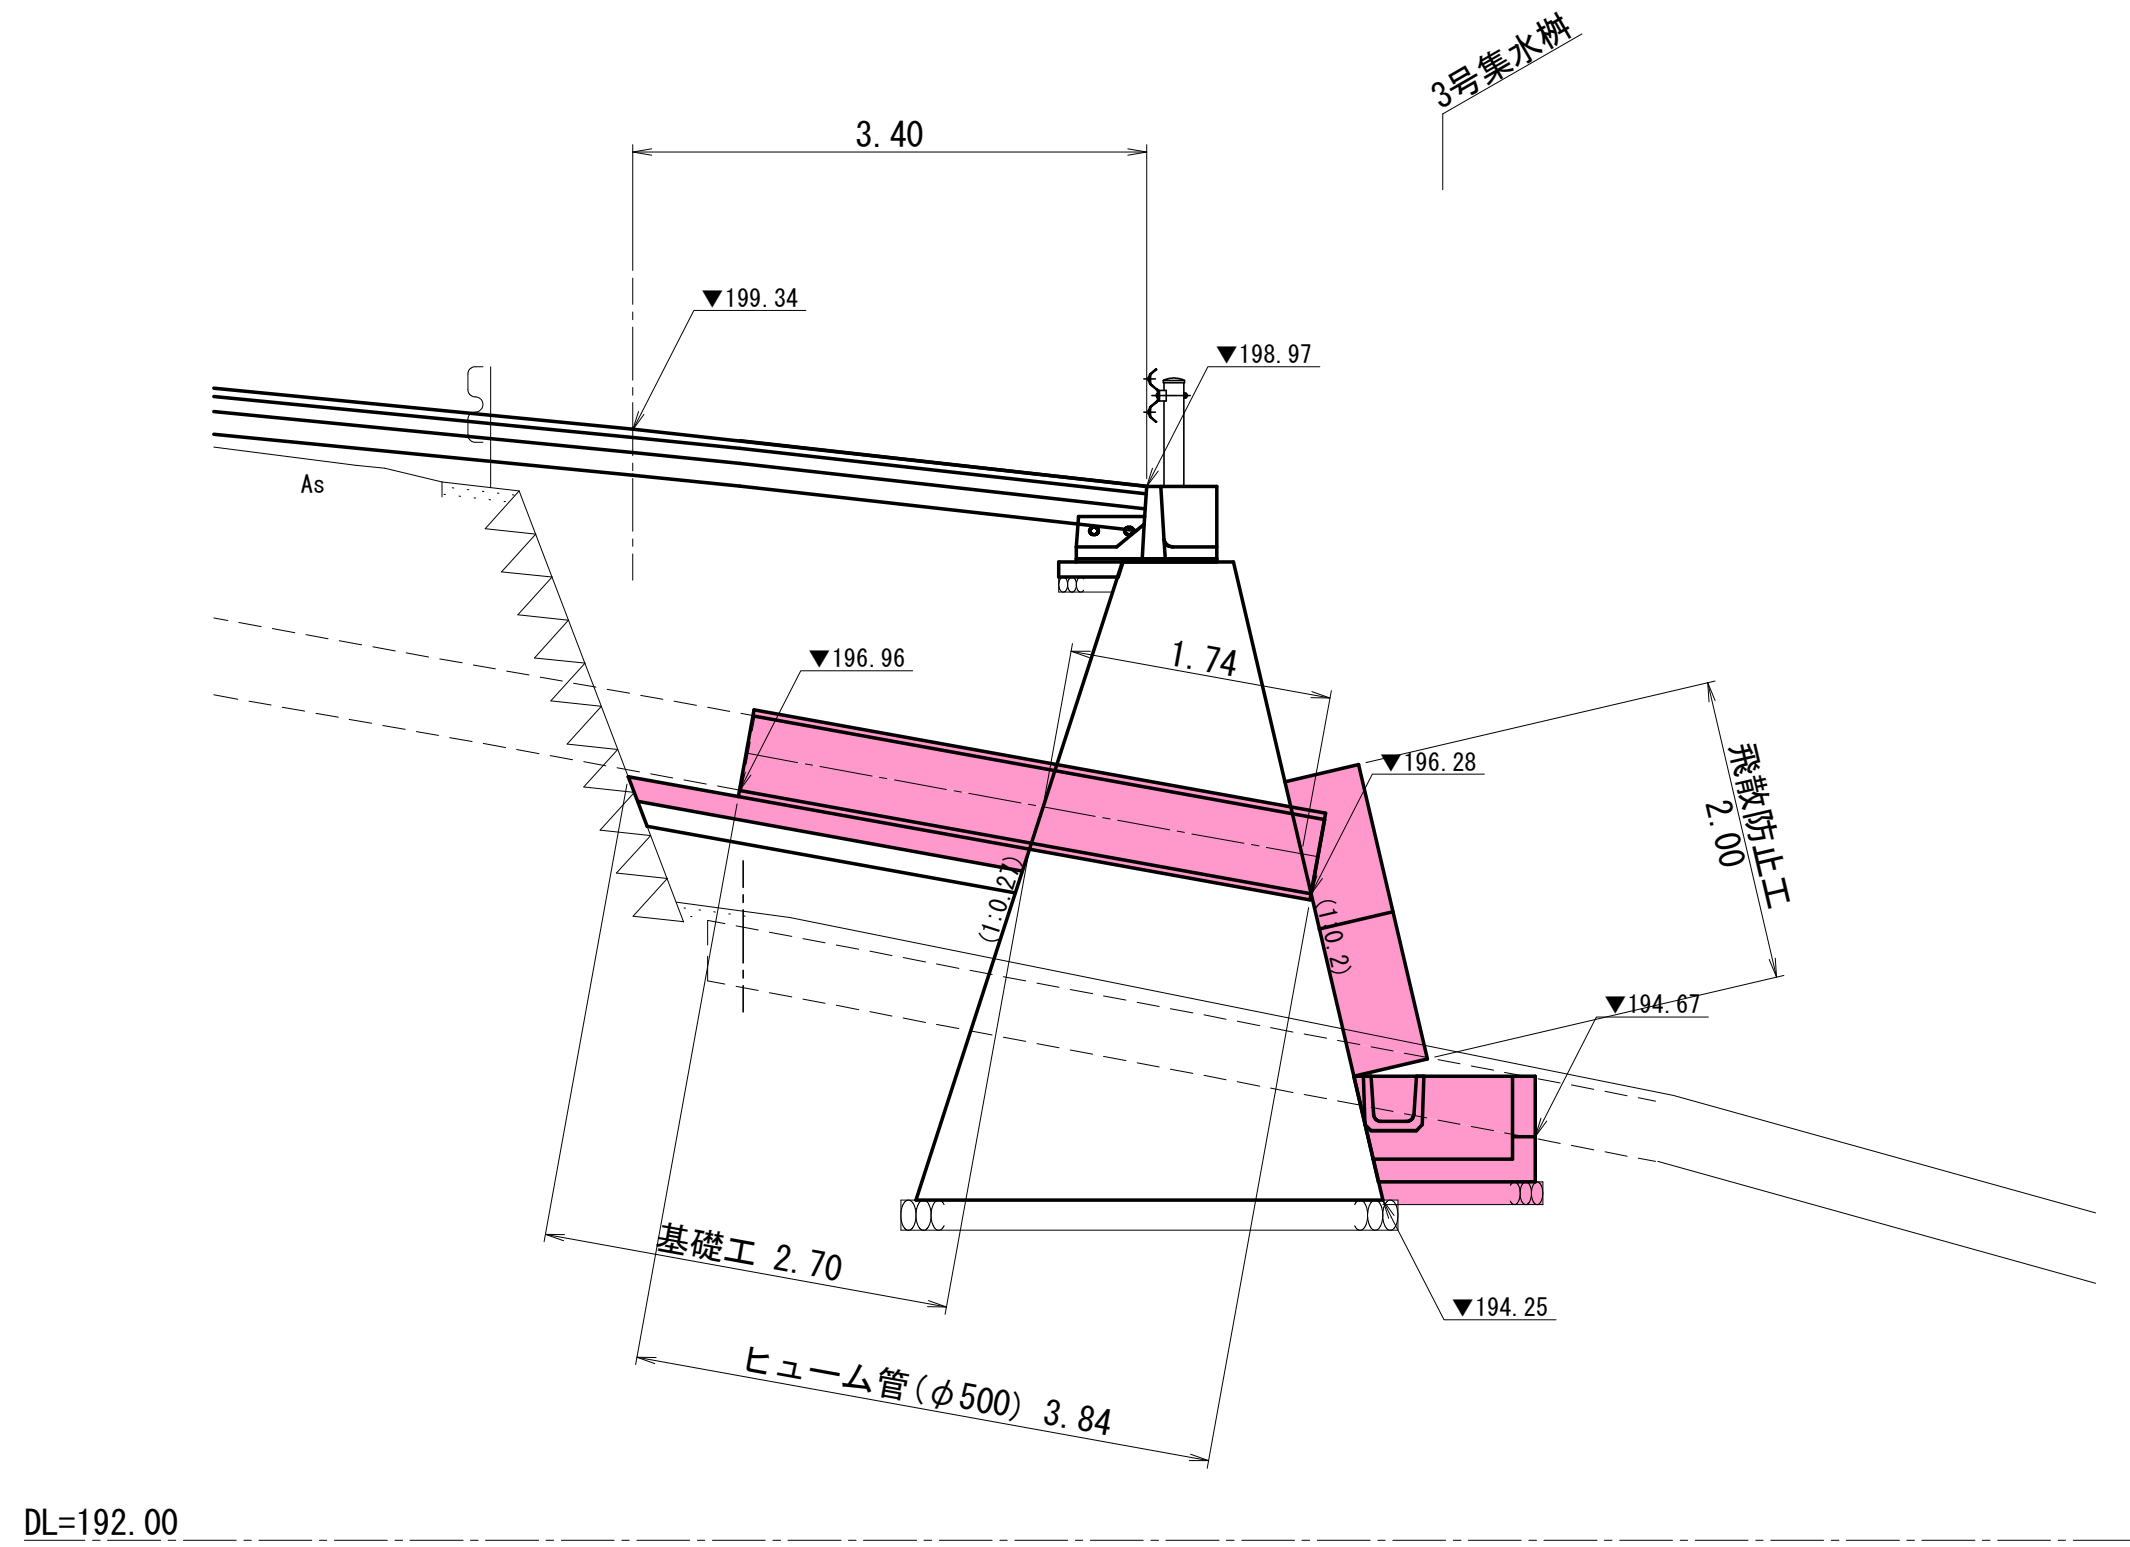 3号集水桝
3.40
▼199.34
▼198.97
As
1.74
▼196.96
▼196.28
飛散防止工
2.00
(1:0.27)
(1:0.2)
▼194.67
基礎工 2.70
▼194.25
ヒューム管(φ500) 3.84
DL=192.00